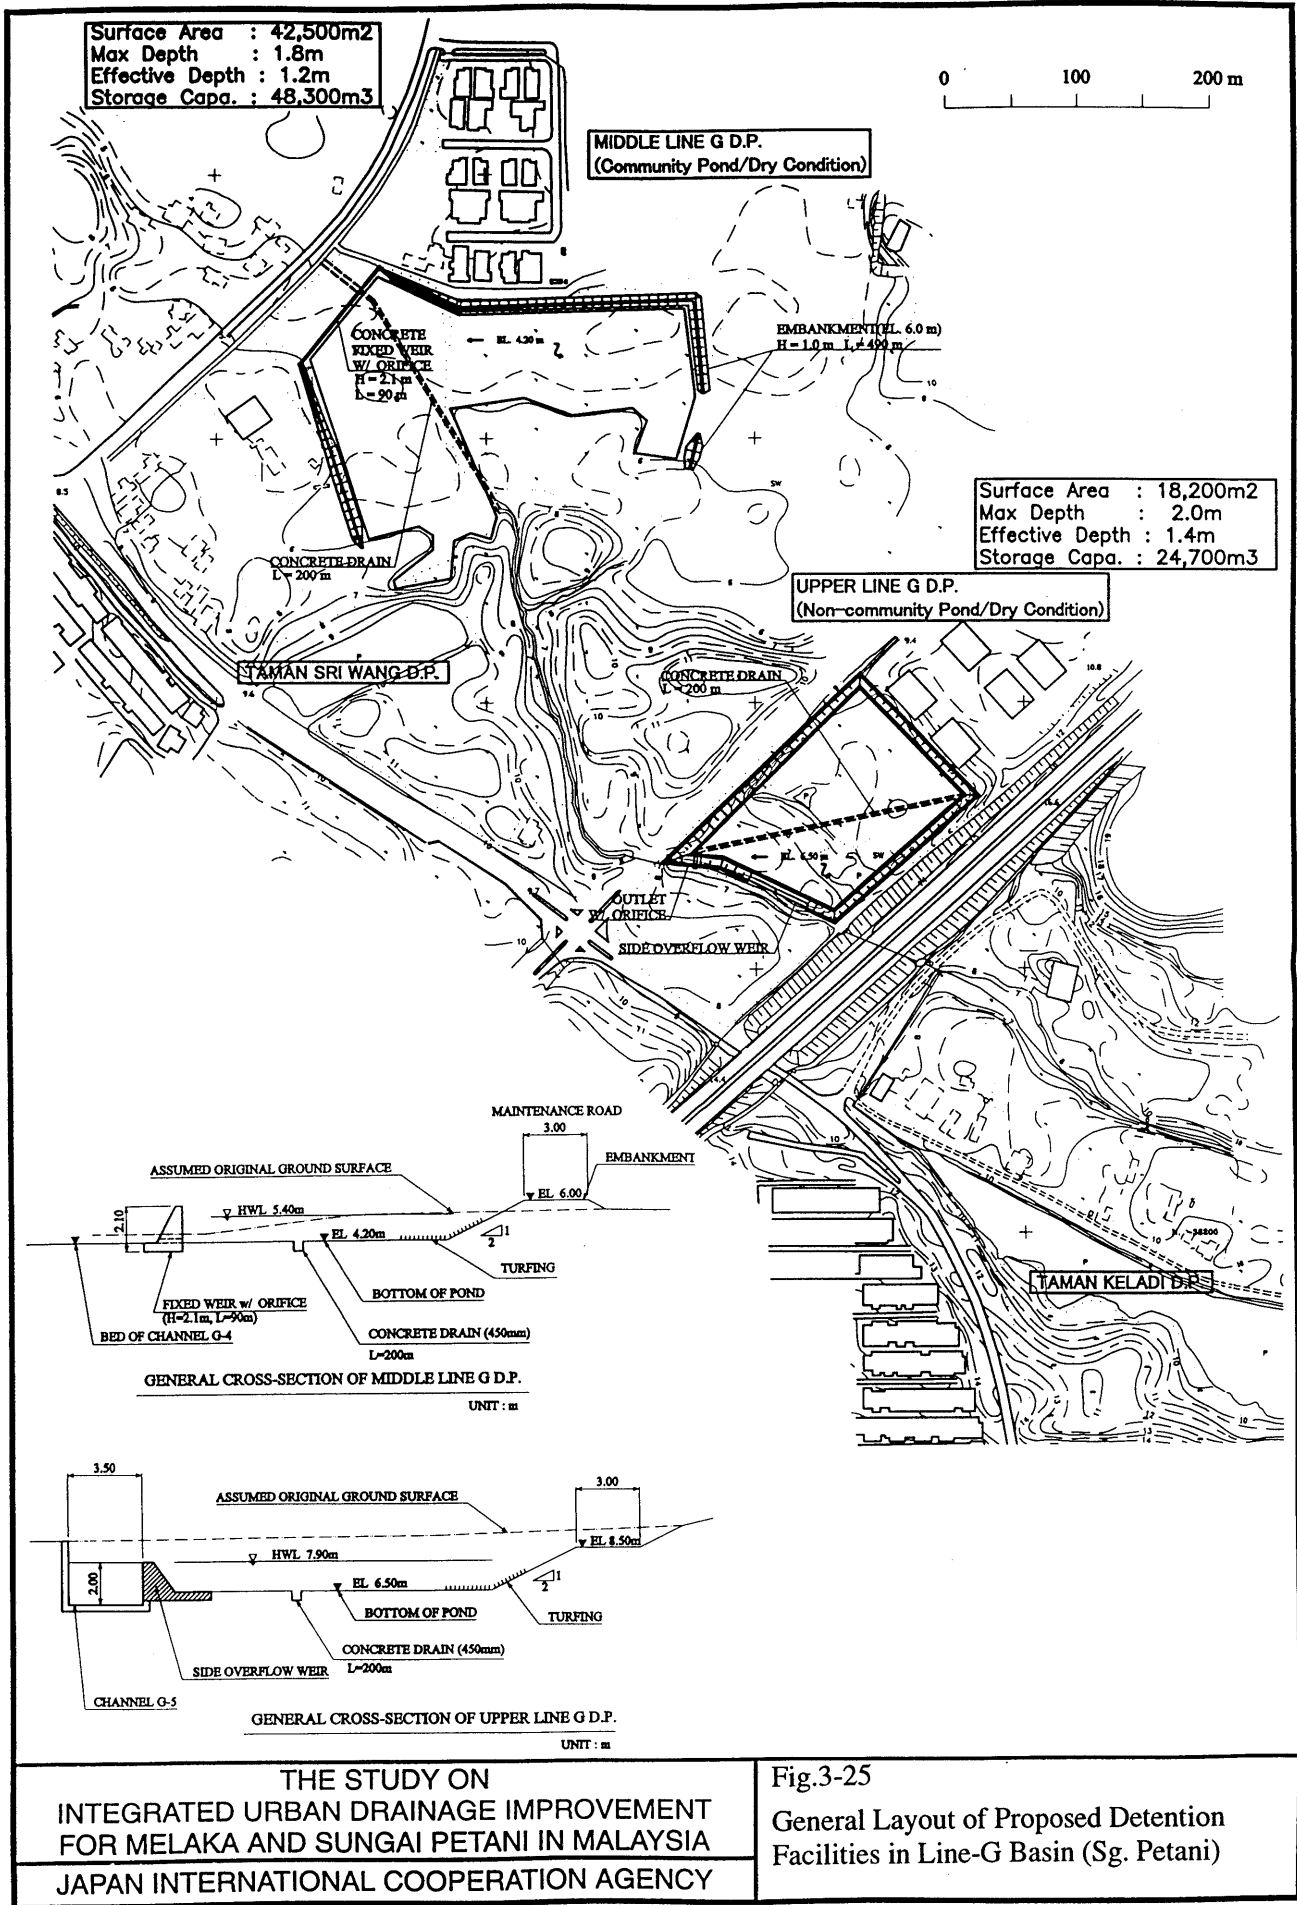 Surface Area : 42,500m2
Max Depth : 1.8m
Effective Depth : 1.2m
Storage Capa. : 48,300m3
0 100 200 m
MIDDLE LINE G D.P.
(Community Pond/Dry Condition)
CONCRETE
FIXED WEIR
W/ ORIFICE
H = 2.1 m
L = 90 m
EL. 4.20 m
EMBANKMENT(EL. 6.0 m)
H = 1.0 m L = 490 m
Surface Area : 18,200m2
Max Depth : 2.0m
Effective Depth : 1.4m
Storage Capa. : 24,700m3
CONCRETE DRAIN
L = 200 m
UPPER LINE G D.P.
(Non-community Pond/Dry Condition)
TAMAN SRI WANG D.P.
CONCRETE DRAIN
L = 200 m
EL. 6.50 m
SW
OUTLET
W/ ORIFICE
SIDE OVERFLOW WEIR
TAMAN KELADI D.P.
MAINTENANCE ROAD
3.00
ASSUMED ORIGINAL GROUND SURFACE
EMBANKMENT
EL 6.00
HWL 5.40m
2.10
EL 4.20m
1
2
TURFING
BOTTOM OF POND
FIXED WEIR w/ ORIFICE
(H=2.1m, L=90m)
BED OF CHANNEL G-4
CONCRETE DRAIN (450mm)
L=200m
GENERAL CROSS-SECTION OF MIDDLE LINE G D.P.
UNIT : m
3.50
3.00
ASSUMED ORIGINAL GROUND SURFACE
EL 8.50m
HWL 7.90m
2.00
EL 6.50m
1
2
BOTTOM OF POND
TURFING
CONCRETE DRAIN (450mm)
L=200m
SIDE OVERFLOW WEIR
CHANNEL G-5
GENERAL CROSS-SECTION OF UPPER LINE G D.P.
UNIT : m
THE STUDY ON
INTEGRATED URBAN DRAINAGE IMPROVEMENT
FOR MELAKA AND SUNGAI PETANI IN MALAYSIA
JAPAN INTERNATIONAL COOPERATION AGENCY
Fig.3-25
General Layout of Proposed Detention
Facilities in Line-G Basin (Sg. Petani)